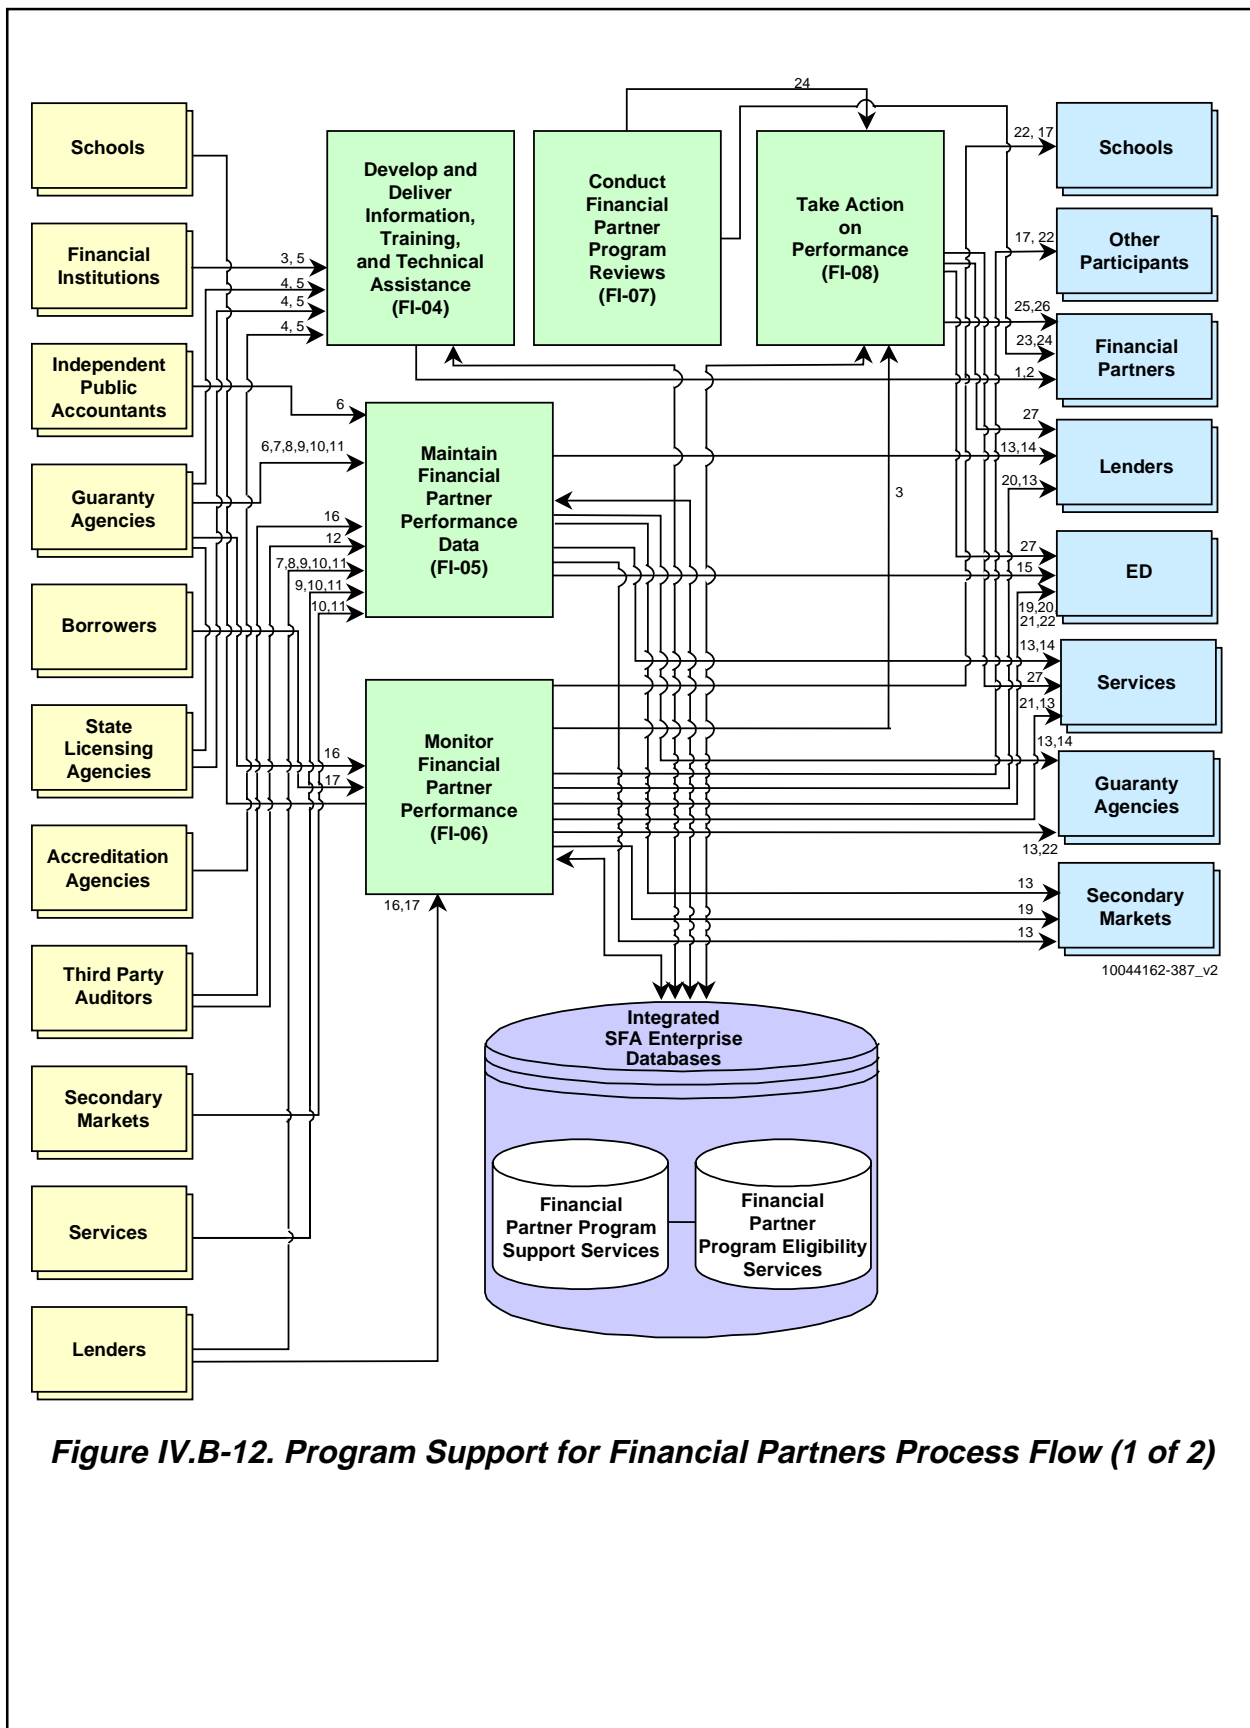 24
Schools
Financial
Institutions
Independent
Public
Accountants
Guaranty
Agencies
Borrowers
State
Licensing
Agencies
Accreditation
Agencies
Third Party
Auditors
Secondary
Markets
Services
Lenders
3, 5
4, 5
4, 5
4, 5
6
6,7,8,9,10,11
16
12
7,8,9,10,11
9,10,11
10,11
16
17
16,17
Develop and
Deliver
Information,
Training,
and Technical
Assistance
(FI-04)
Conduct
Financial
Partner
Program
Reviews
(FI-07)
Take Action
on
Performance
(FI-08)
Maintain
Financial
Partner
Performance
Data
(FI-05)
Monitor
Financial
Partner
Performance
(FI-06)
3
22, 17
17, 22
25,26
23,24
1,2
27
13,14
20,13
27
15
19,20,
21,22
13,14
27
21,13
13,14
13,22
13
19
13
Schools
Other
Participants
Financial
Partners
Lenders
ED
Services
Guaranty
Agencies
Secondary
Markets
10044162-387_v2
Integrated
SFA Enterprise
Databases
Financial
Partner Program
Support Services
Financial
Partner
Program Eligibility
Services
Figure IV.B-12. Program Support for Financial Partners Process Flow (1 of 2)